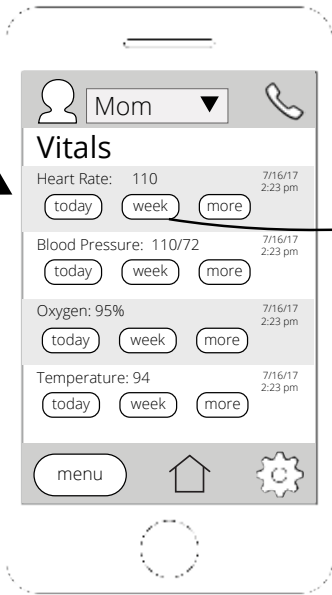 Mom
Vitals
Heart Rate: 110
7/16/17
2:23 pm
today week more
Blood Pressure: 110/72
7/16/17
2:23 pm
today week more
Oxygen: 95%
7/16/17
2:23 pm
today week more
Temperature: 94
7/16/17
2:23 pm
today week more
menu